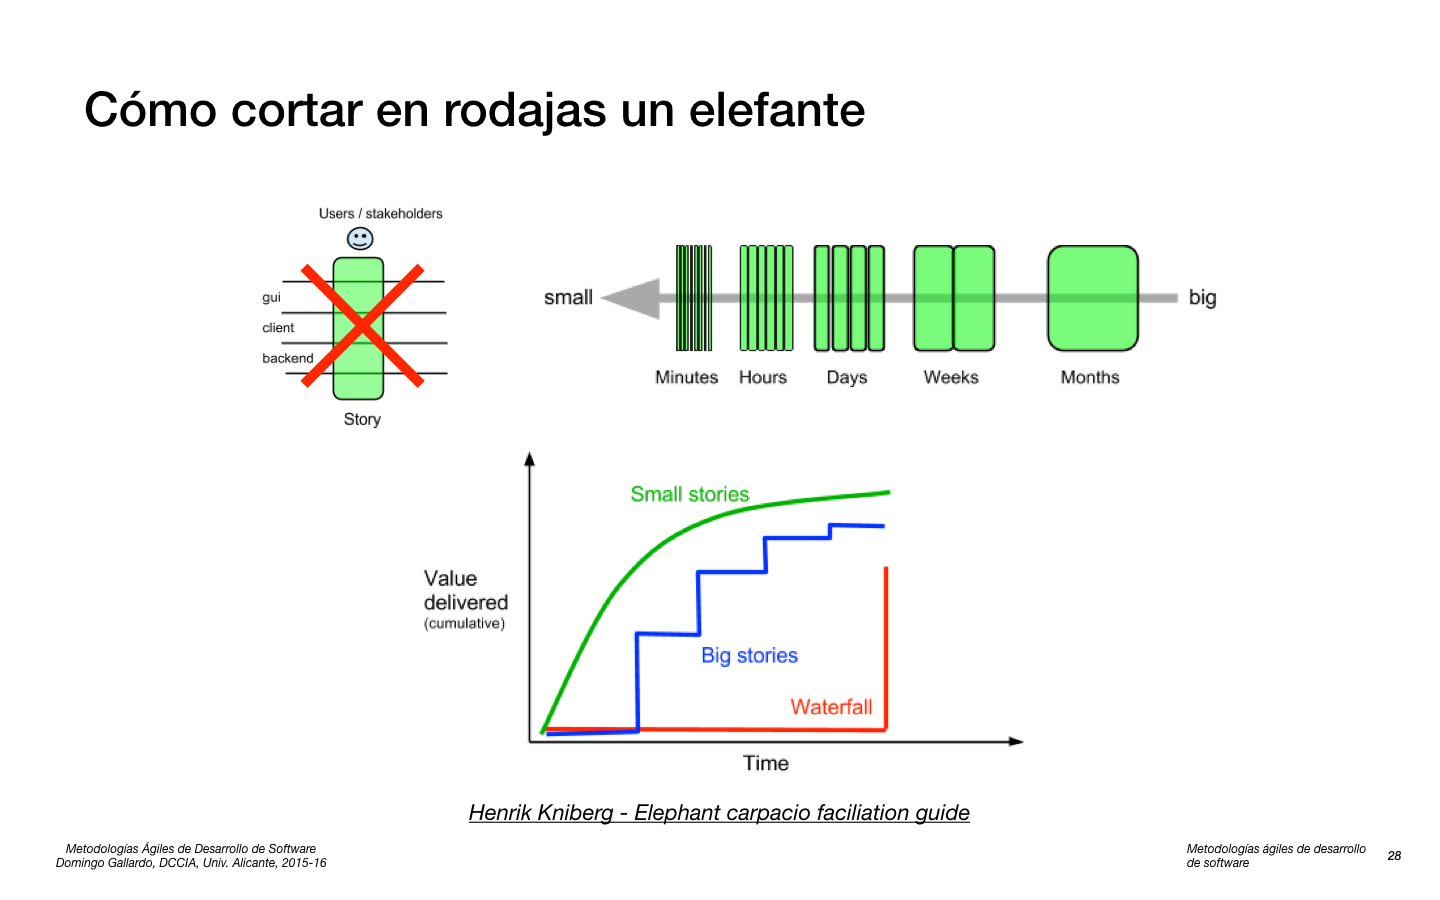 Cómo cortar en rodajas un elefante
Users / stakeholders
gui
client
backend
Story
small
big
Minutes
Hours
Days
Weeks
Months
Small stories
Value
delivered
(cumulative)
Big stories
Waterfall
Time
Henrik Kniberg - Elephant carpacio faciliation guide
Metodologías Ágiles de Desarrollo de Software
Domingo Gallardo, DCCIA, Univ. Alicante, 2015-16
Metodologías ágiles de desarrollo
de software
28